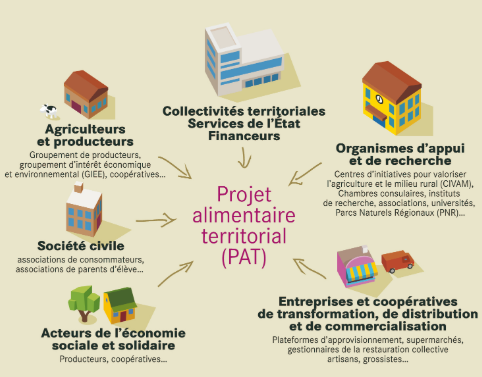 Collectivités territoriales
Services de l'État
Financeurs
Agriculteurs
et producteurs
Groupement de producteurs,
groupement d'intérêt économique
et environnemental (GIEE), coopératives...
Organismes d'appui
et de recherche
Centres d'initiatives pour valoriser
l'agriculture et le milieu rural (CIVAM),
Chambres consulaires, instituts
de recherche, associations, universités,
Parcs Naturels Régionaux (PNR)...
Projet
alimentaire
territorial
(PAT)
Société civile
associations de consommateurs,
associations de parents d'élève...
Acteurs de l'économie
sociale et solidaire
Producteurs, coopératives...
Entreprises et coopératives
de transformation, de distribution
et de commercialisation
Plateformes d'approvisionnement, supermarchés,
gestionnaires de la restauration collective
artisans, grossistes...